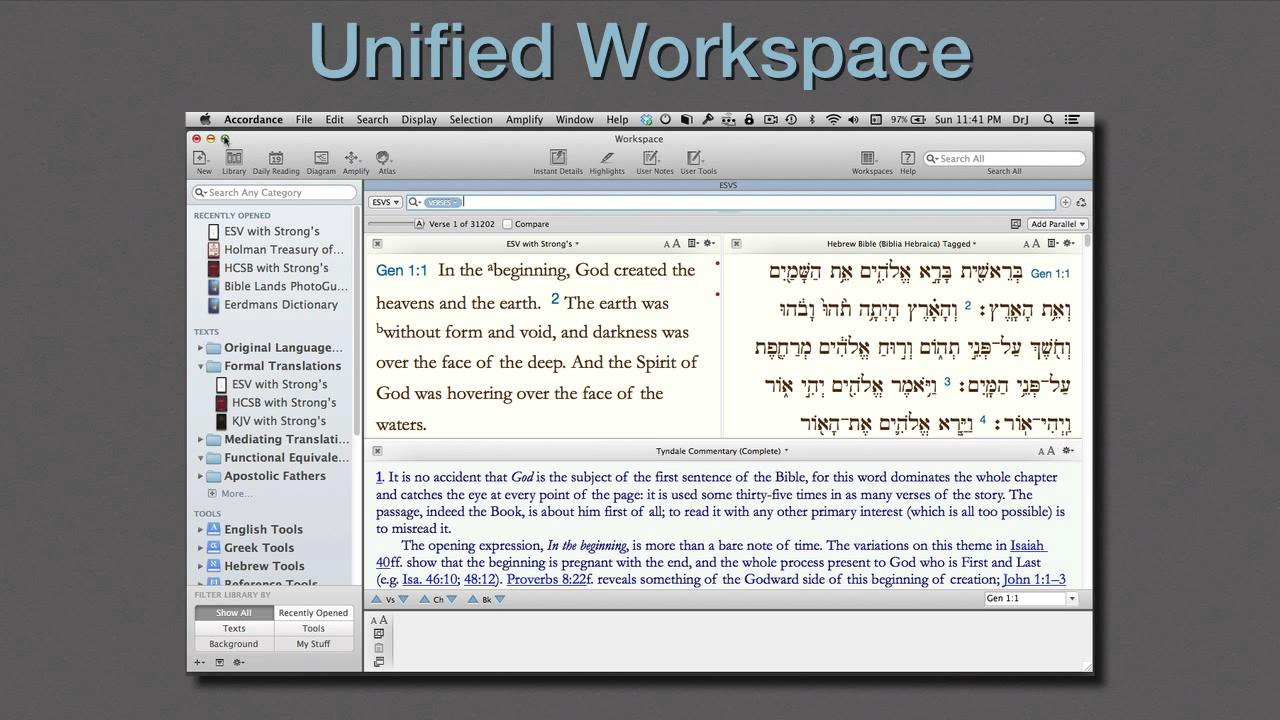 Unified Workspace
Accordance File Edit Search Display Selection Amplify Window Help 97% Sun 11:41 PM DrJ
Workspace
New Library Daily Reading Diagram Amplify Atlas Instant Details Highlights User Notes User Tools Workspaces Help Search All
19
Search All
Search Any Category
ESVS
ESVS VERSES
Verse 1 of 31202 Compare Add Parallel
RECENTLY OPENED
ESV with Strong's
Holman Treasury of...
HCSB with Strong's
Bible Lands PhotoGu...
Eerdmans Dictionary
TEXTS
Original Language...
Formal Translations
ESV with Strong's
HCSB with Strong's
KJV with Strong's
Mediating Translati...
Functional Equivale...
Apostolic Fathers
More...
TOOLS
English Tools
Greek Tools
Hebrew Tools
Reference Tools
FILTER LIBRARY BY
Show All Recently Opened
Texts Tools
Background My Stuff
ESV with Strong's
Gen 1:1 In the abeginning, God created the
heavens and the earth. 2 The earth was
bwithout form and void, and darkness was
over the face of the deep. And the Spirit of
God was hovering over the face of the
waters.
Hebrew Bible (Biblia Hebraica) Tagged
Gen 1:1 בְּרֵאשִׁ֖ית בָּרָ֣א אֱלֹהִ֑ים אֵ֥ת הַשָּׁמַ֖יִם
וְאֵ֥ת הָאָֽרֶץ׃ 2 וְהָאָ֗רֶץ הָיְתָ֥ה תֹ֙הוּ֙ וָבֹ֔הוּ
וְחֹ֖שֶׁךְ עַל־פְּנֵ֣י תְה֑וֹם וְר֣וּחַ אֱלֹהִ֔ים מְרַחֶ֖פֶת
עַל־פְּנֵ֥י הַמָּֽיִם׃ 3 וַיֹּ֥אמֶר אֱלֹהִ֖ים יְהִ֣י א֑וֹר
וַֽיְהִי־אֽוֹר׃ 4 וַיַּ֧רְא אֱלֹהִ֛ים אֶת־הָא֖וֹר
Tyndale Commentary (Complete)
1. It is no accident that God is the subject of the first sentence of the Bible, for this word dominates the whole chapter
and catches the eye at every point of the page: it is used some thirty-five times in as many verses of the story. The
passage, indeed the Book, is about him first of all; to read it with any other primary interest (which is all too possible) is
to misread it.
The opening expression, In the beginning, is more than a bare note of time. The variations on this theme in Isaiah
40ff. show that the beginning is pregnant with the end, and the whole process present to God who is First and Last
(e.g. Isa. 46:10; 48:12). Proverbs 8:22f. reveals something of the Godward side of this beginning of creation; John 1:1–3
Vs Ch Bk Gen 1:1